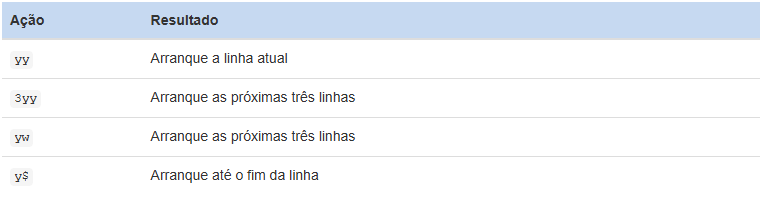 Ação Resultado
yy Arranque a linha atual
3yy Arranque as próximas três linhas
yw Arranque as próximas três linhas
y$ Arranque até o fim da linha